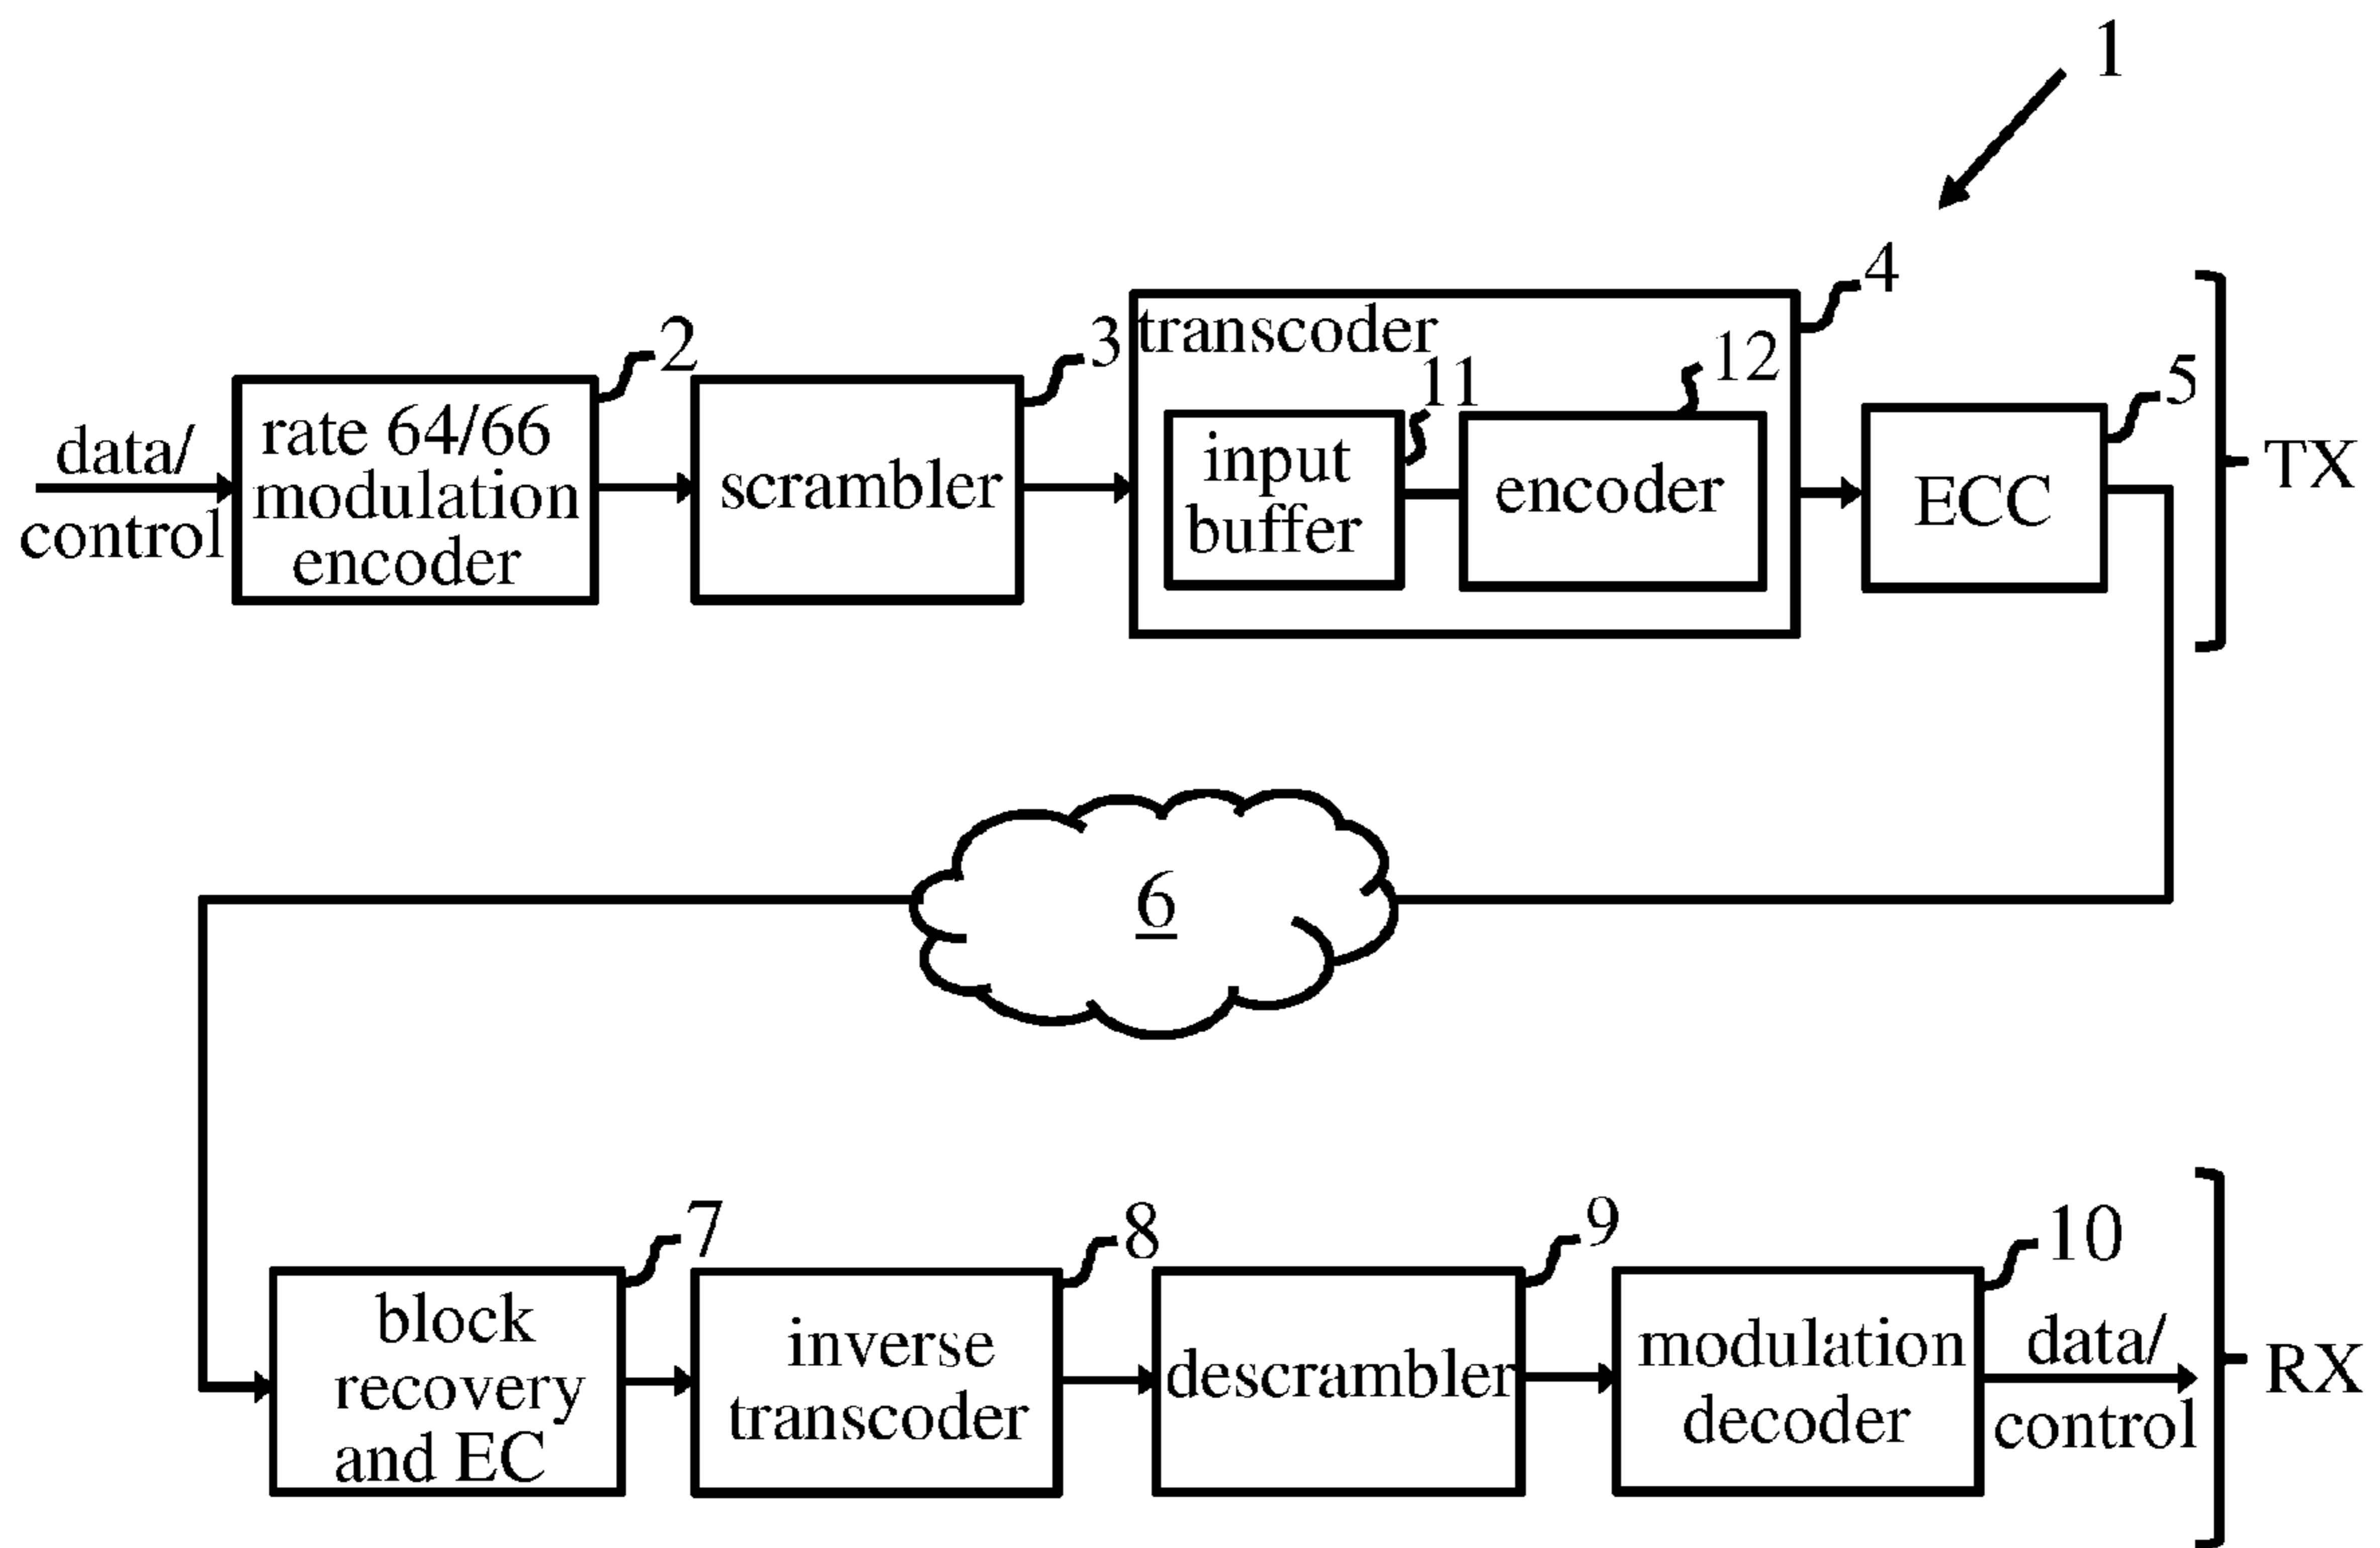 1
data/
control
2
rate 64/66
modulation
encoder
3
scrambler
4
transcoder
11
input
buffer
12
encoder
5
ECC
TX
6
7
block
recovery
and EC
8
inverse
transcoder
9
descrambler
10
modulation
decoder
data/
control
RX